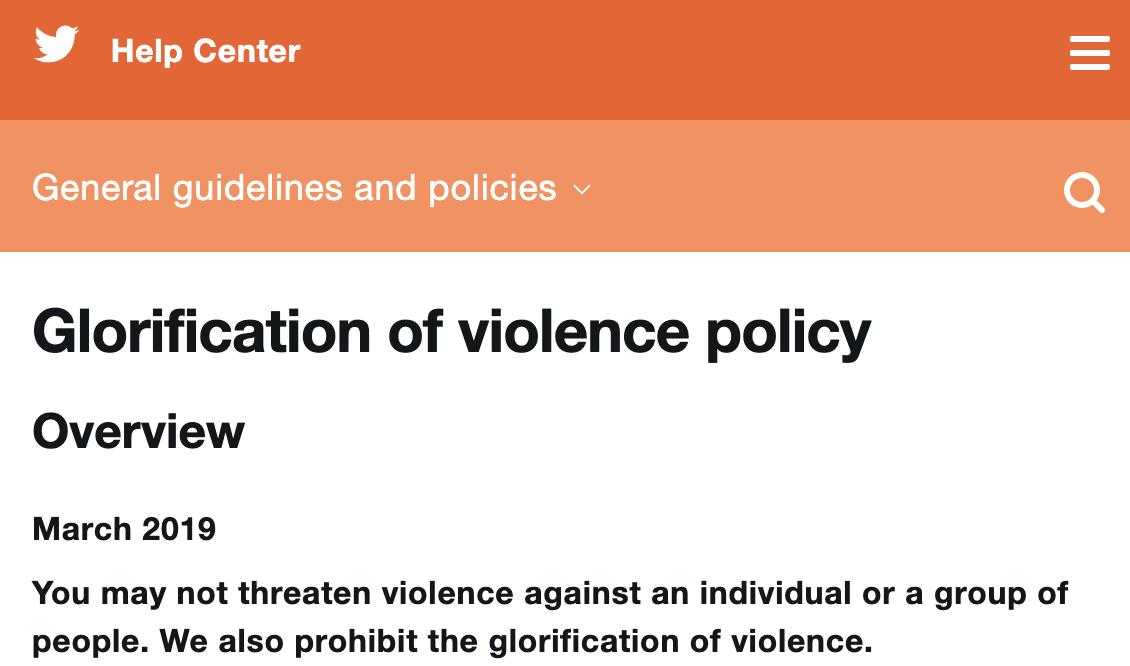 Help Center
General guidelines and policies
Glorification of violence policy
Overview
March 2019
You may not threaten violence against an individual or a group of
people. We also prohibit the glorification of violence.